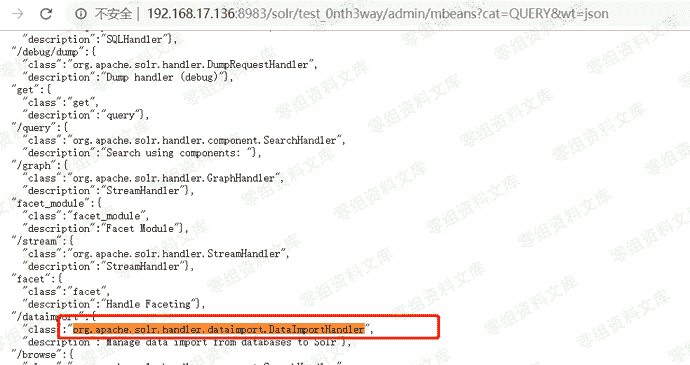 不安全 | 192.168.17.136:8983/solr/test_0nth3way/admin/mbeans?cat=QUERY&wt=json
"description":"SQLHandler"},
"/debug/dump":{
"class":"org.apache.solr.handler.DumpRequestHandler",
"description":"Dump handler (debug)"},
"get":{
"class":"get",
"description":"query"},
"/query":{
"class":"org.apache.solr.handler.component.SearchHandler",
"description":"Search using components: "},
"/graph":{
"class":"org.apache.solr.handler.GraphHandler",
"description":"StreamHandler"},
"facet_module":{
"class":"facet_module",
"description":"Facet Module"},
"/stream":{
"class":"org.apache.solr.handler.StreamHandler",
"description":"StreamHandler"},
"facet":{
"class":"facet",
"description":"Handle Faceting"},
"/dataimport":{
"class":"org.apache.solr.handler.dataimport.DataImportHandler",
"description":"Manage data import from databases to Solr"},
"/browse":{
零组资料文库